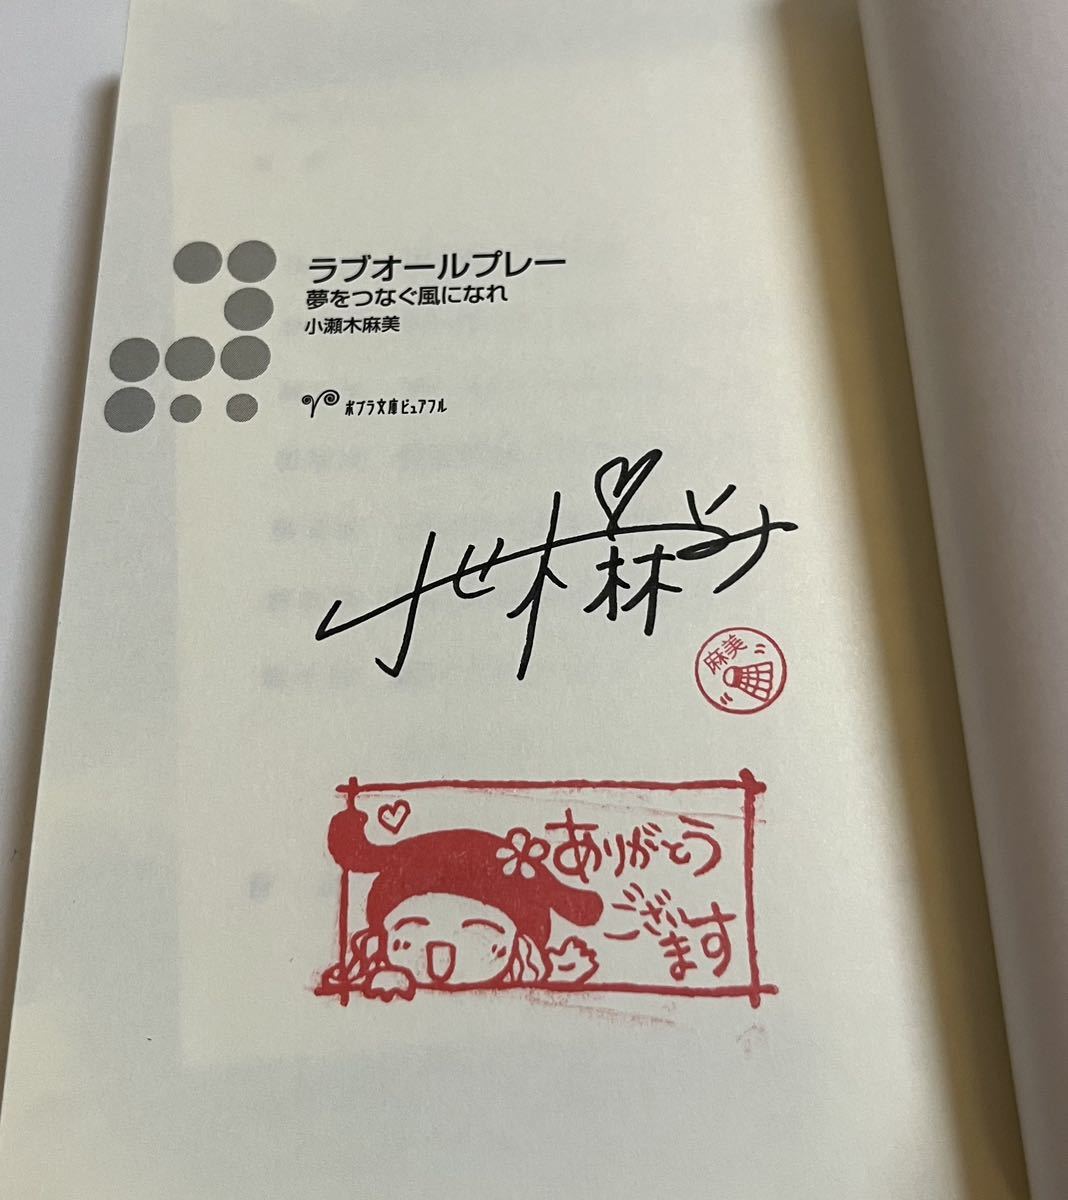 ラブオールプレー
夢をつなぐ風になれ
小瀬木麻美
ポプラ文庫ピュアフル
麻美
ありがとう
ございます